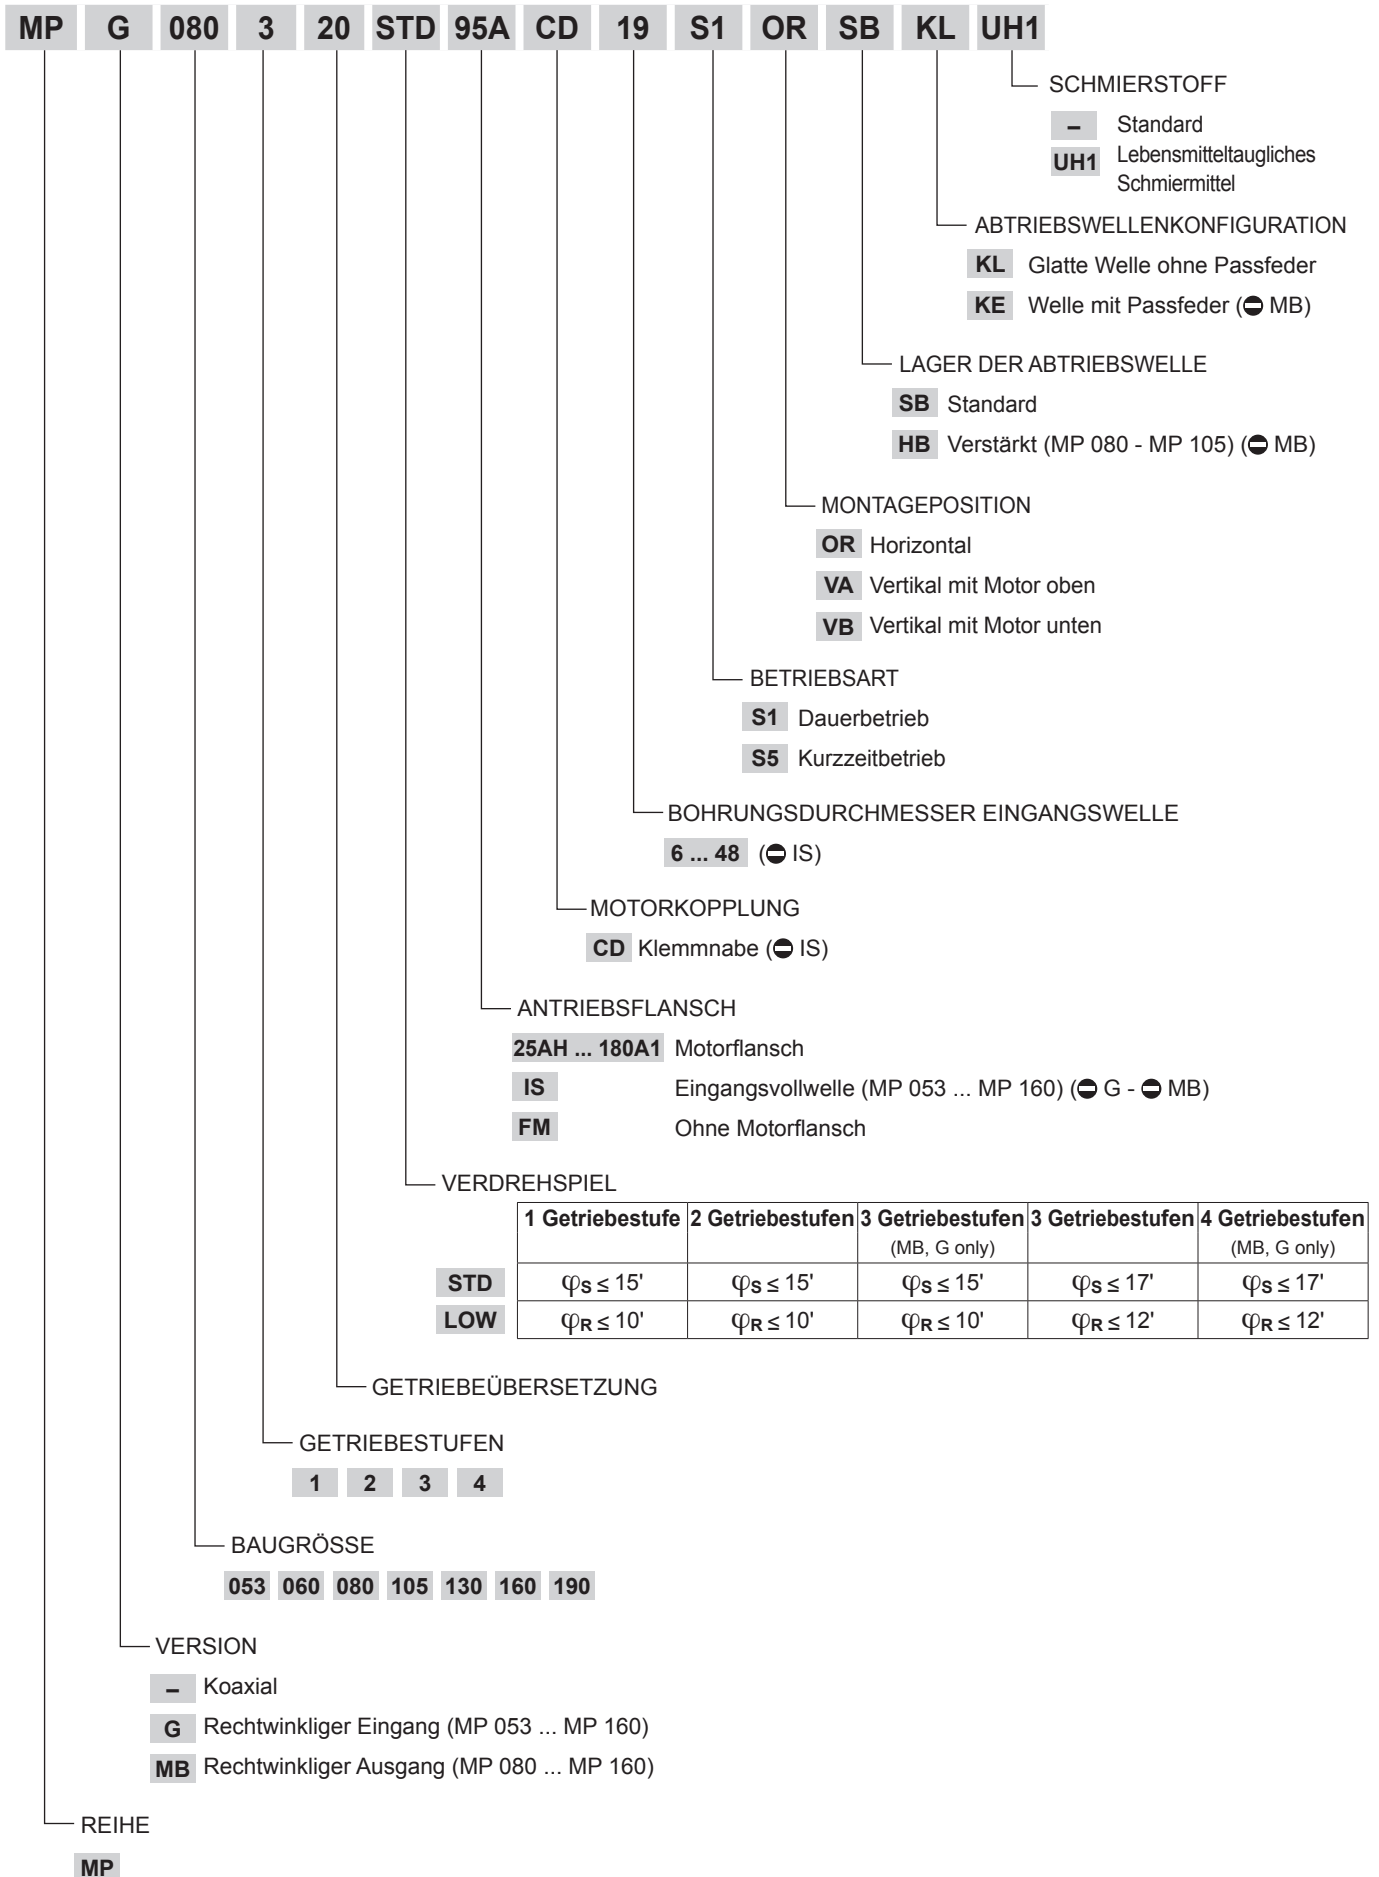 MP G 080 3 20 STD 95A CD 19 S1 OR SB KL UH1
SCHMIERSTOFF
– Standard
UH1 Lebensmitteltaugliches
Schmiermittel
ABTRIEBSWELLENKONFIGURATION
KL Glatte Welle ohne Passfeder
KE Welle mit Passfeder (⛔ MB)
LAGER DER ABTRIEBSWELLE
SB Standard
HB Verstärkt (MP 080 - MP 105) (⛔ MB)
MONTAGEPOSITION
OR Horizontal
VA Vertikal mit Motor oben
VB Vertikal mit Motor unten
BETRIEBSART
S1 Dauerbetrieb
S5 Kurzzeitbetrieb
BOHRUNGSDURCHMESSER EINGANGSWELLE
6 ... 48 (⛔ IS)
MOTORKOPPLUNG
CD Klemmnabe (⛔ IS)
ANTRIEBSFLANSCH
25AH ... 180A1 Motorflansch
IS Eingangsvollwelle (MP 053 ... MP 160) (⛔ G - ⛔ MB)
FM Ohne Motorflansch
VERDREHSPIEL
1 Getriebestufe 2 Getriebestufen 3 Getriebestufen 3 Getriebestufen 4 Getriebestufen
(MB, G only) (MB, G only)
STD φS ≤ 15' φS ≤ 15' φS ≤ 15' φS ≤ 17' φS ≤ 17'
LOW φR ≤ 10' φR ≤ 10' φR ≤ 10' φR ≤ 12' φR ≤ 12'
GETRIEBEÜBERSETZUNG
GETRIEBESTUFEN
1 2 3 4
BAUGRÖSSE
053 060 080 105 130 160 190
VERSION
– Koaxial
G Rechtwinkliger Eingang (MP 053 ... MP 160)
MB Rechtwinkliger Ausgang (MP 080 ... MP 160)
REIHE
MP